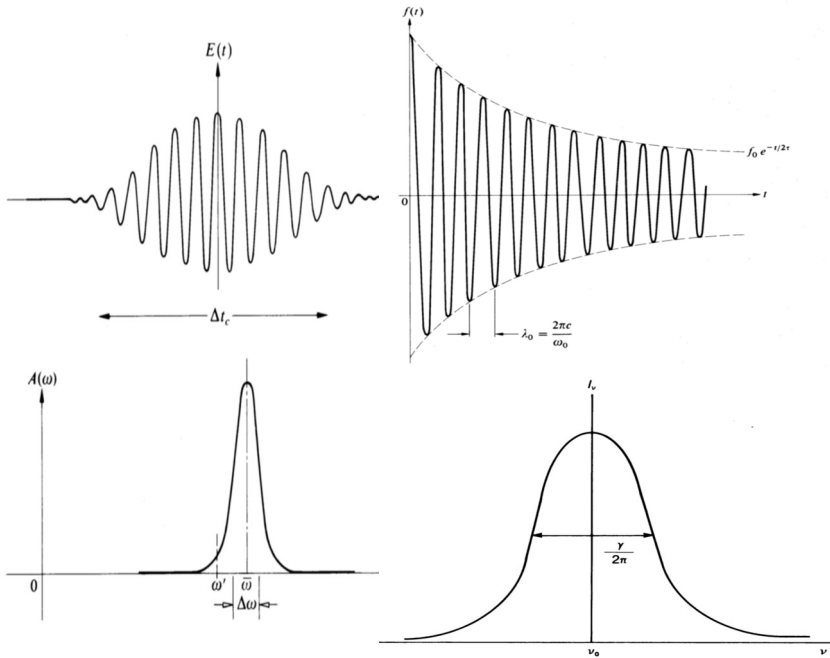 E(t)
Δt_c
f(t)
f₀ e^{−t/2τ}
0
t
λ₀ = 2πc/ω₀
A(ω)
0
ω′
ω̄
Δω
I_ν
γ/2π
ν₀
ν